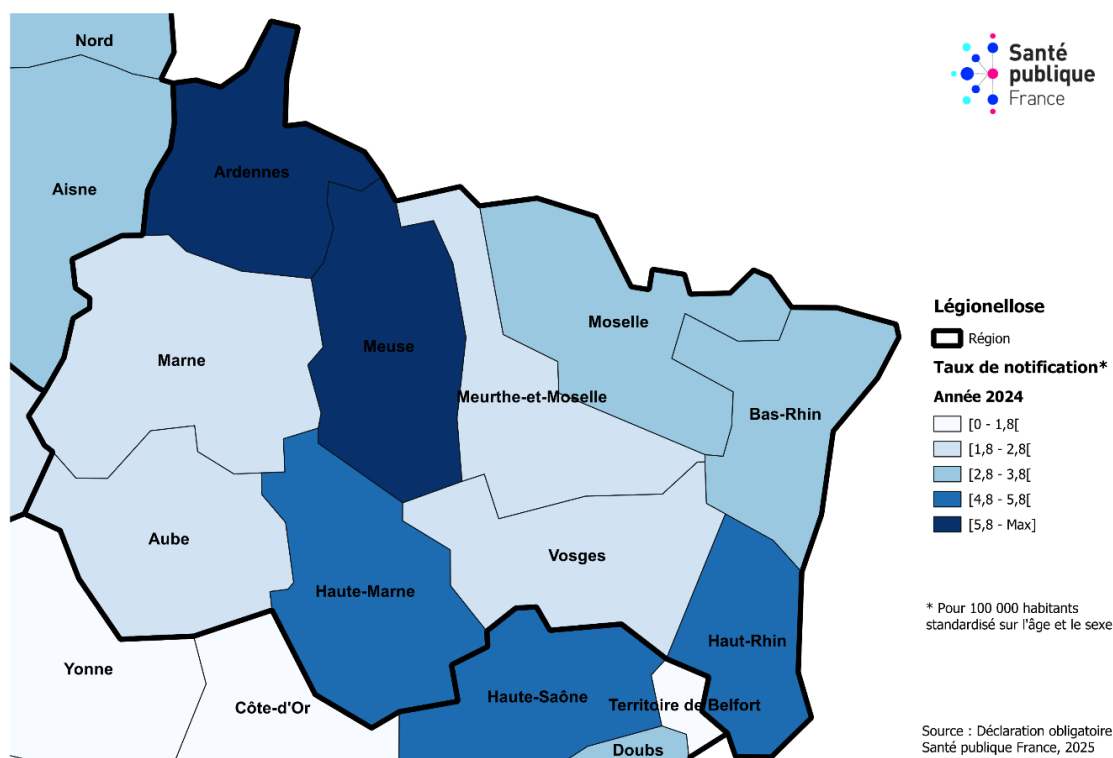 Nord
Santé
publique
France
Ardennes
Aisne
Légionellose
Région
Moselle
Meuse
Marne
Taux de notification*
Meurthe-et-Moselle
Année 2024
Bas-Rhin
[0 - 1,8[
[1,8 - 2,8[
[2,8 - 3,8[
[4,8 - 5,8[
[5,8 - Max]
Aube
Vosges
Haute-Marne
* Pour 100 000 habitants
standardisé sur l'âge et le sexe
Haut-Rhin
Yonne
Haute-Saône
Côte-d'Or
Territoire de Belfort
Doubs
Source : Déclaration obligatoire
Santé publique France, 2025